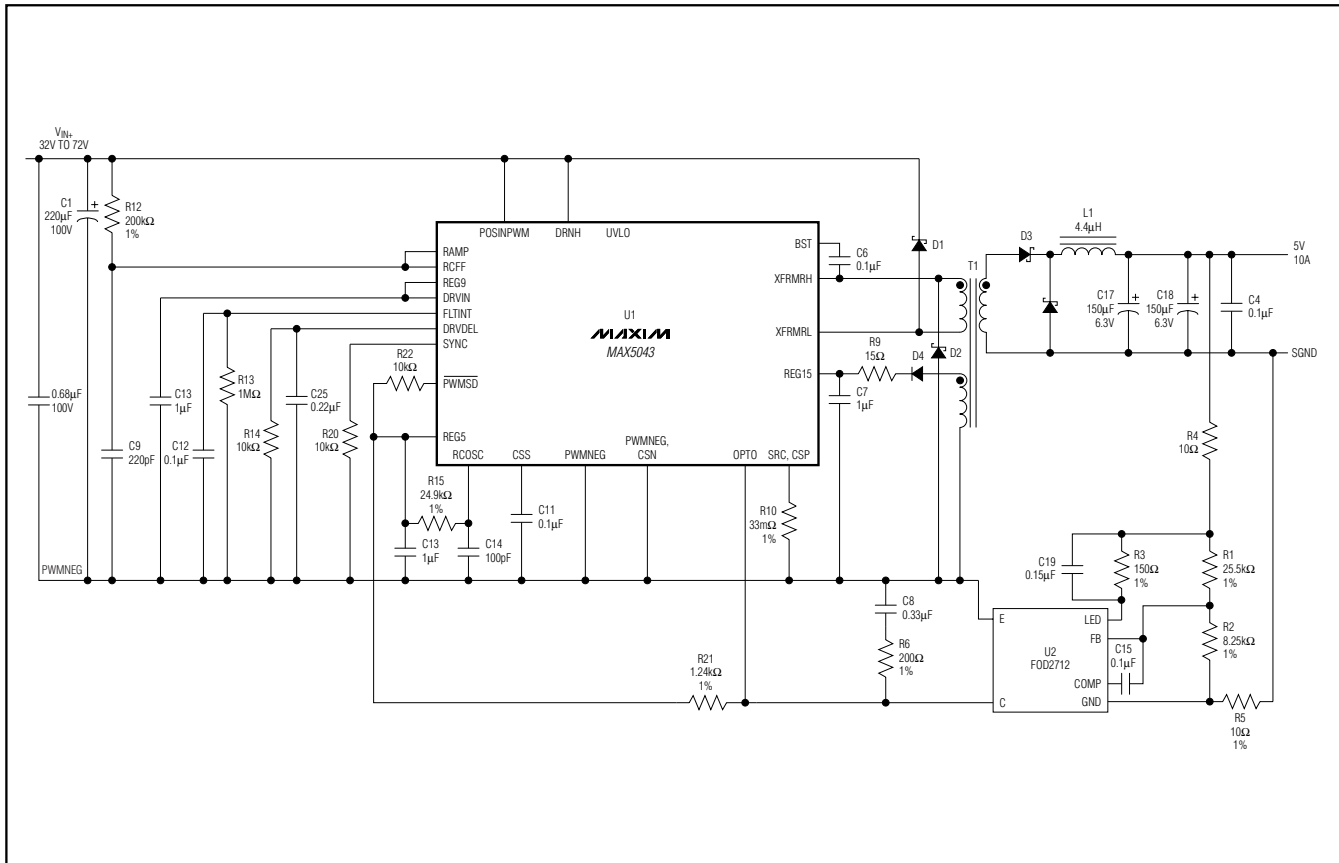 VIN+
32V TO 72V
C1
220µF
100V
+
R12
200kΩ
1%
POSINPWM
DRNH
UVLO
RAMP
RCFF
REG9
DRVIN
FLTINT
DRVDEL
SYNC
PWMSD
REG5
RCOSC
CSS
PWMNEG
PWMNEG,
CSN
OPTO
SRC, CSP
BST
XFRMRH
XFRMRL
REG15
U1
MAXIM
MAX5043
C6
0.1µF
D1
T1
D2
R9
15Ω
D4
C7
1µF
D3
L1
4.4µH
C17
150µF
6.3V
+
C18
150µF
6.3V
+
C4
0.1µF
5V
10A
SGND
0.68µF
100V
C9
220pF
C13
1µF
C12
0.1µF
R13
1MΩ
R14
10kΩ
C25
0.22µF
R20
10kΩ
R22
10kΩ
R15
24.9kΩ
1%
C13
1µF
C14
100pF
C11
0.1µF
R10
33mΩ
1%
PWMNEG
C8
0.33µF
R6
200Ω
1%
R21
1.24kΩ
1%
R4
10Ω
C19
0.15µF
R3
150Ω
1%
R1
25.5kΩ
1%
R2
8.25kΩ
1%
E
C
U2
FOD2712
LED
FB
COMP
GND
C15
0.1µF
R5
10Ω
1%